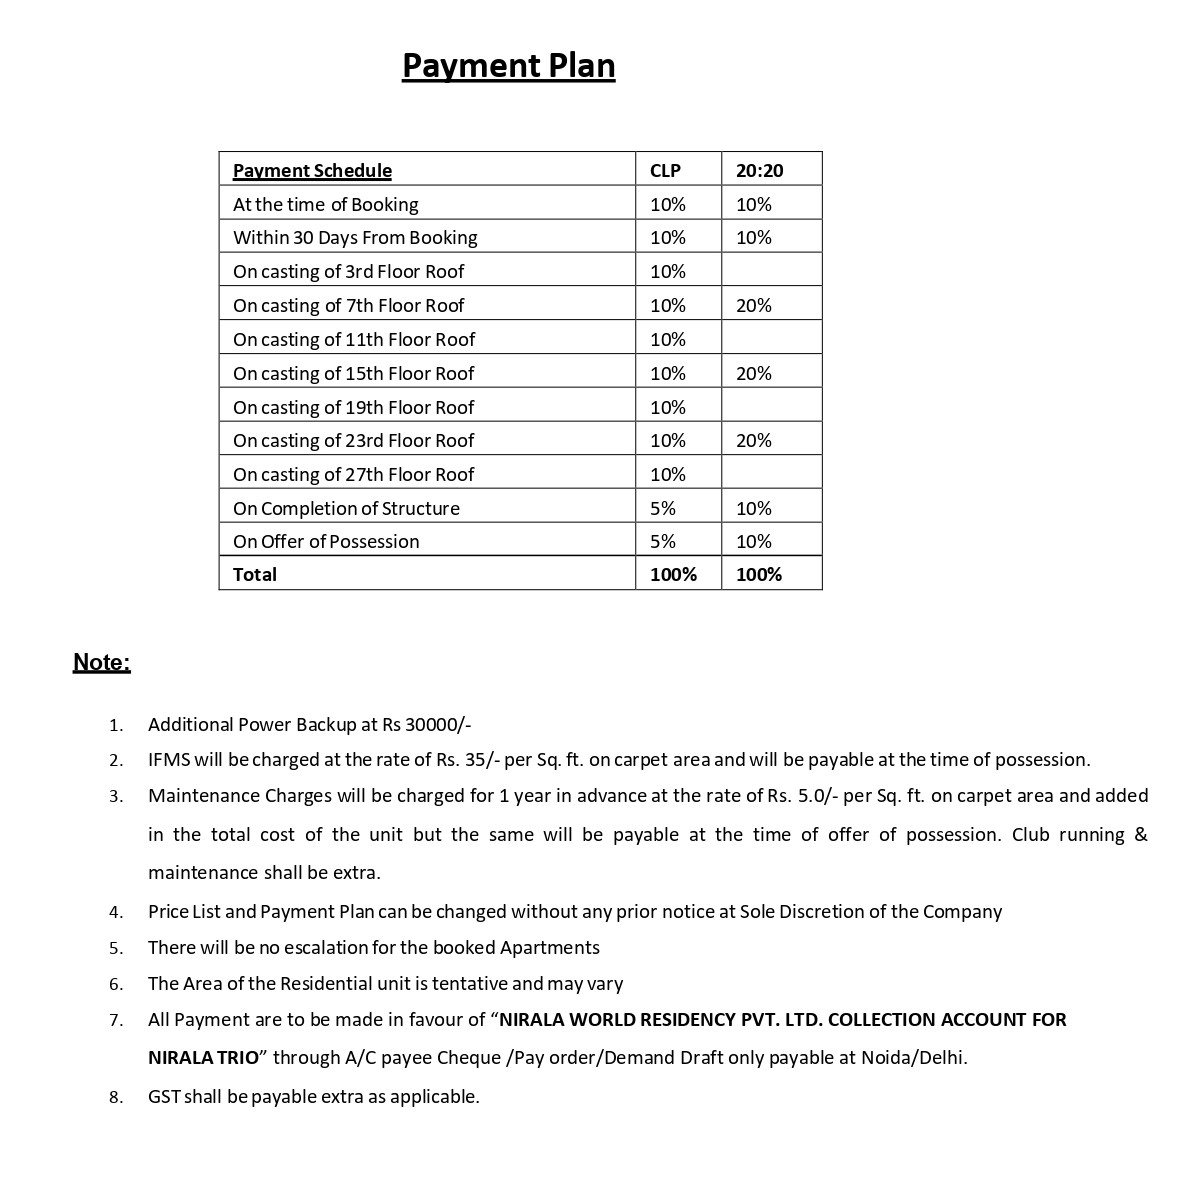 Payment Plan
Payment Schedule CLP 20:20
At the time of Booking 10% 10%
Within 30 Days From Booking 10% 10%
On casting of 3rd Floor Roof 10%
On casting of 7th Floor Roof 10% 20%
On casting of 11th Floor Roof 10%
On casting of 15th Floor Roof 10% 20%
On casting of 19th Floor Roof 10%
On casting of 23rd Floor Roof 10% 20%
On casting of 27th Floor Roof 10%
On Completion of Structure 5% 10%
On Offer of Possession 5% 10%
Total 100% 100%
Note:
1. Additional Power Backup at Rs 30000/-
2. IFMS will be charged at the rate of Rs. 35/- per Sq. ft. on carpet area and will be payable at the time of possession.
3. Maintenance Charges will be charged for 1 year in advance at the rate of Rs. 5.0/- per Sq. ft. on carpet area and added
in the total cost of the unit but the same will be payable at the time of offer of possession. Club running &
maintenance shall be extra.
4. Price List and Payment Plan can be changed without any prior notice at Sole Discretion of the Company
5. There will be no escalation for the booked Apartments
6. The Area of the Residential unit is tentative and may vary
7. All Payment are to be made in favour of “NIRALA WORLD RESIDENCY PVT. LTD. COLLECTION ACCOUNT FOR
NIRALA TRIO” through A/C payee Cheque /Pay order/Demand Draft only payable at Noida/Delhi.
8. GST shall be payable extra as applicable.